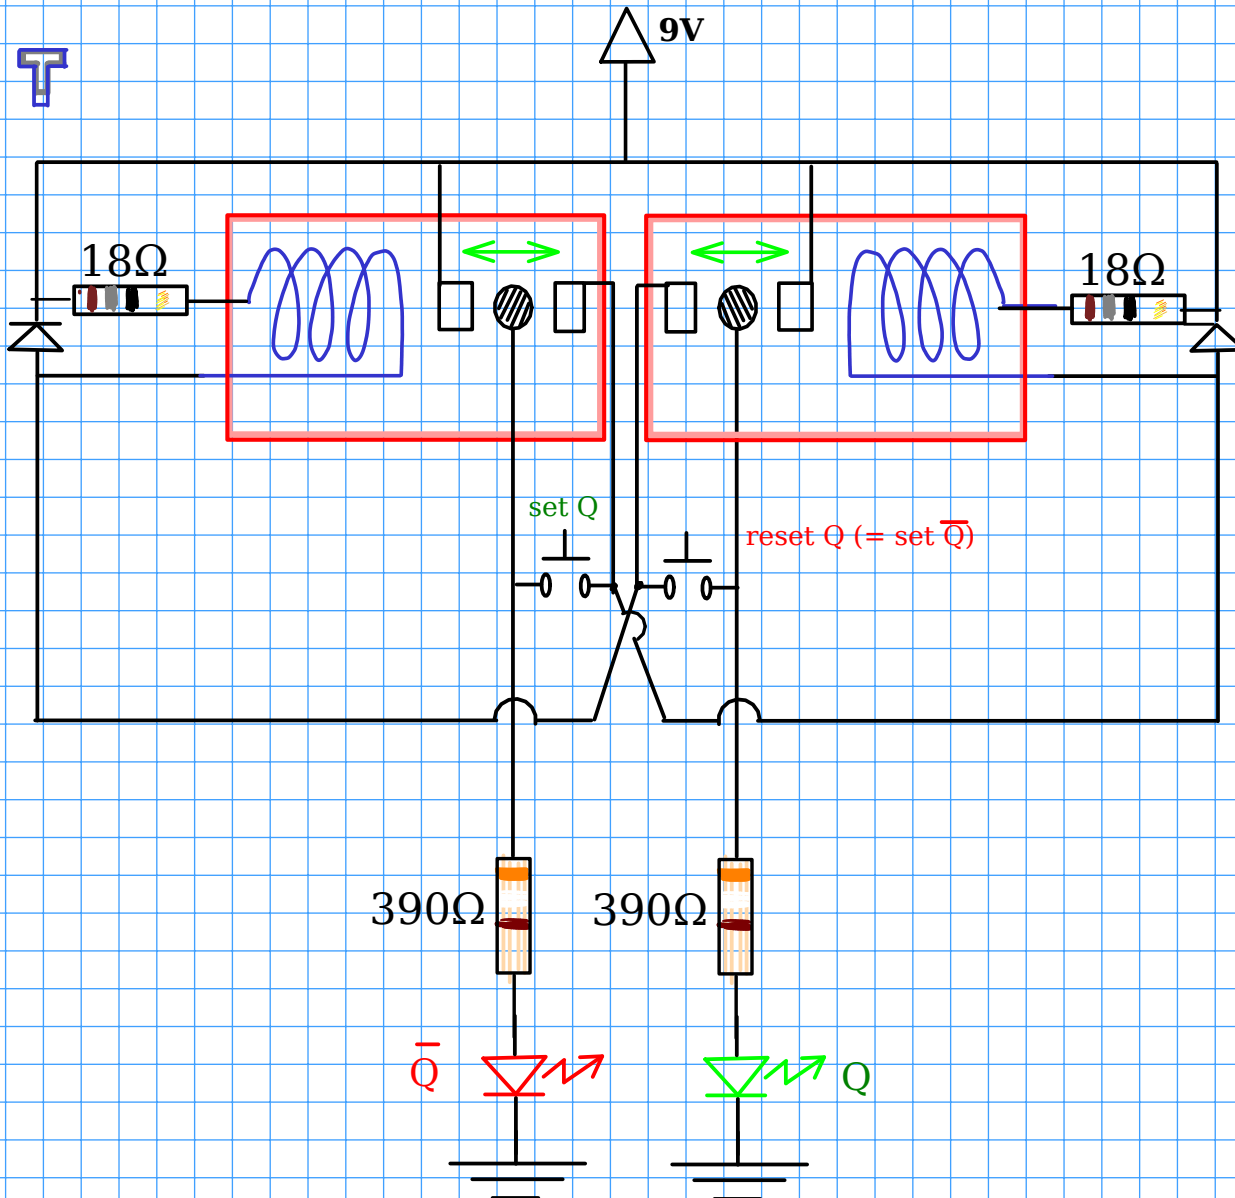 9V
T
18Ω
18Ω
set Q
reset Q (= set Q̅)
390Ω
390Ω
Q̅
Q